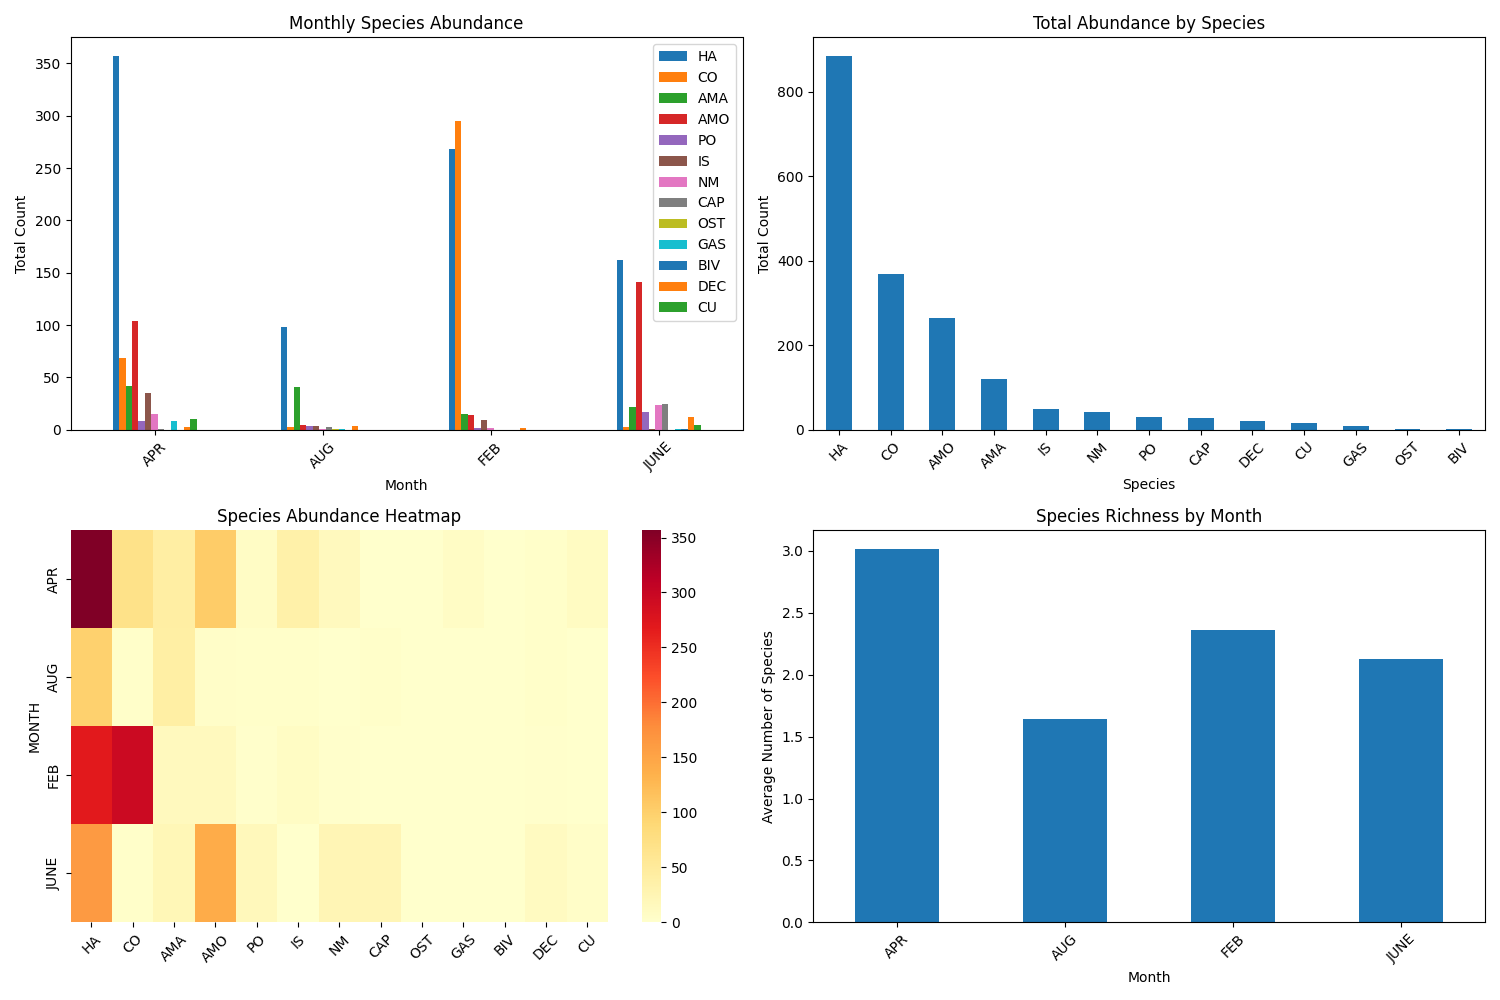 Monthly Species Abundance
Total Count
350
300
250
200
150
100
50
0
APR
AUG
FEB
JUNE
Month
HA
CO
AMA
AMO
PO
IS
NM
CAP
OST
GAS
BIV
DEC
CU
Total Abundance by Species
Total Count
800
600
400
200
0
HA
CO
AMO
AMA
IS
NM
PO
CAP
DEC
CU
GAS
OST
BIV
Species
Species Abundance Heatmap
MONTH
APR
AUG
FEB
JUNE
HA
CO
AMA
AMO
PO
IS
NM
CAP
OST
GAS
BIV
DEC
CU
350
300
250
200
150
100
50
0
Species Richness by Month
Average Number of Species
3.0
2.5
2.0
1.5
1.0
0.5
0.0
APR
AUG
FEB
JUNE
Month